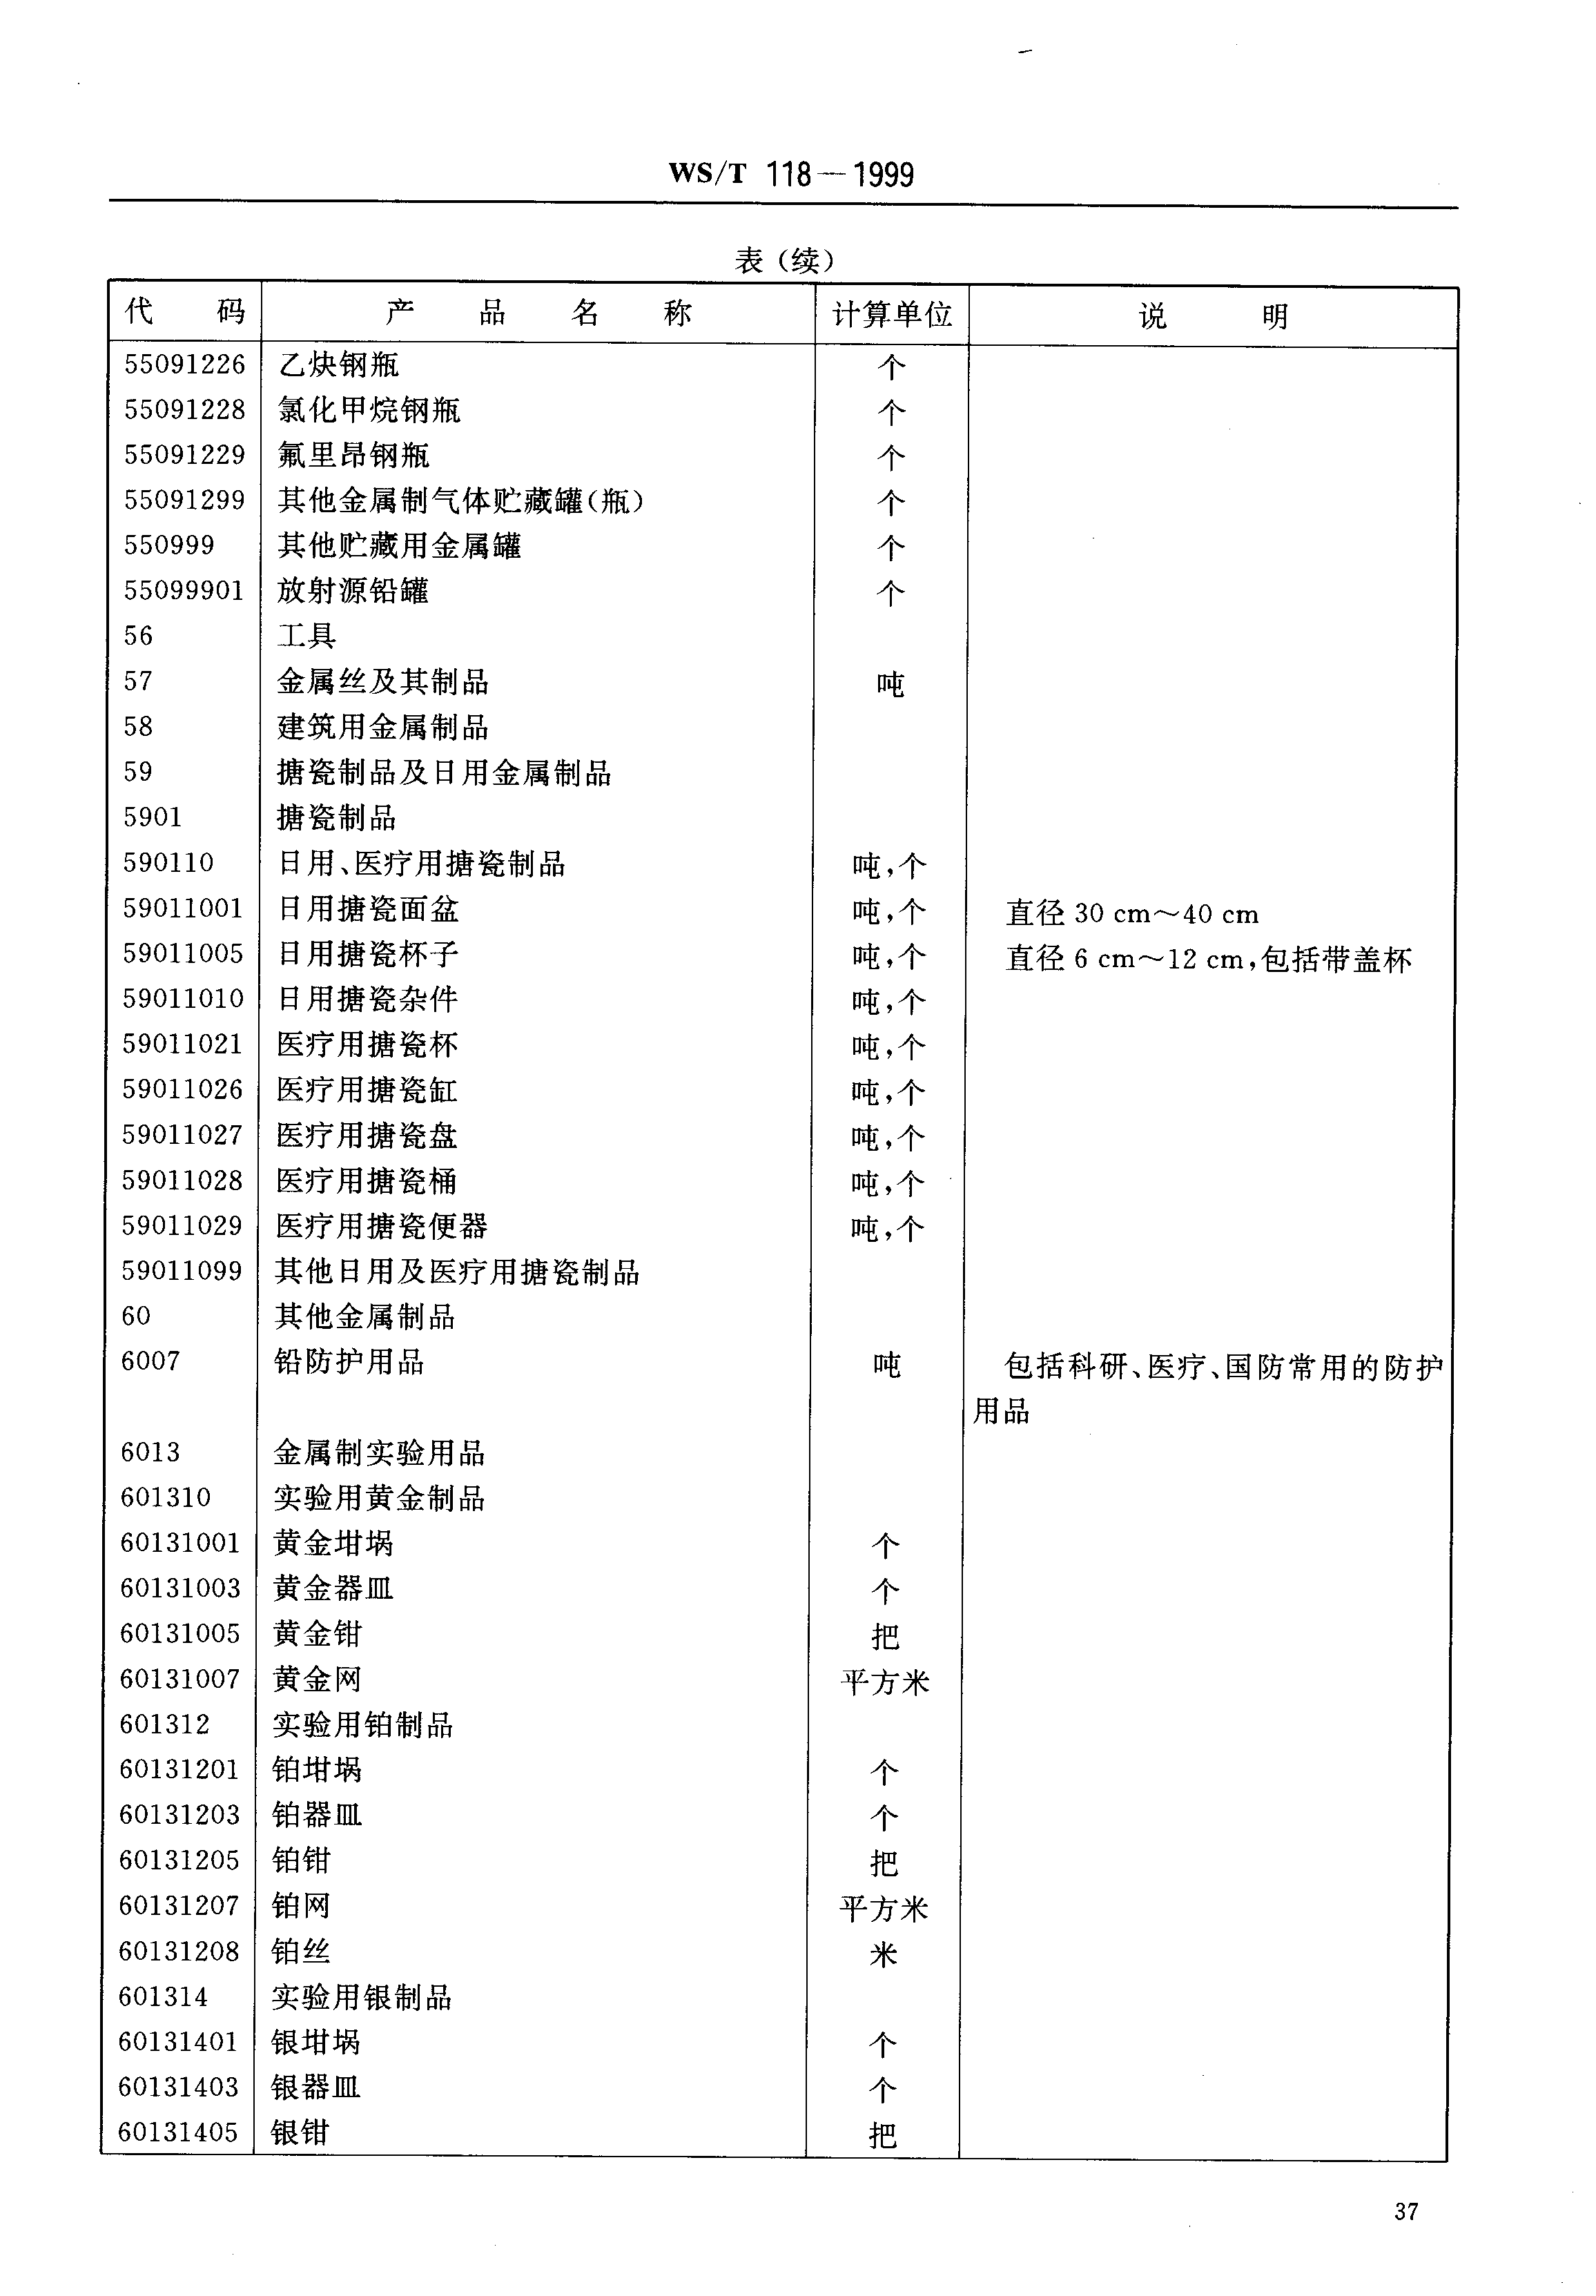 WS/T 118—1999
表(续)
代 码 产 品 名 称 计算单位 说 明
55091226 乙炔钢瓶 个
55091228 氯化甲烷钢瓶 个
55091229 氟里昂钢瓶 个
55091299 其他金属制气体贮藏罐(瓶) 个
550999 其他贮藏用金属罐 个
55099901 放射源铅罐 个
56 工具
57 金属丝及其制品 吨
58 建筑用金属制品
59 搪瓷制品及日用金属制品
5901 搪瓷制品
590110 日用、医疗用搪瓷制品 吨,个
59011001 日用搪瓷面盆 吨,个 直径 30 cm～40 cm
59011005 日用搪瓷杯子 吨,个 直径 6 cm～12 cm,包括带盖杯
59011010 日用搪瓷杂件 吨,个
59011021 医疗用搪瓷杯 吨,个
59011026 医疗用搪瓷缸 吨,个
59011027 医疗用搪瓷盘 吨,个
59011028 医疗用搪瓷桶 吨,个
59011029 医疗用搪瓷便器 吨,个
59011099 其他日用及医疗用搪瓷制品
60 其他金属制品
6007 铅防护用品 吨 包括科研、医疗、国防常用的防护
用品
6013 金属制实验用品
601310 实验用黄金制品
60131001 黄金坩埚 个
60131003 黄金器皿 个
60131005 黄金钳 把
60131007 黄金网 平方米
601312 实验用铂制品
60131201 铂坩埚 个
60131203 铂器皿 个
60131205 铂钳 把
60131207 铂网 平方米
60131208 铂丝 米
601314 实验用银制品
60131401 银坩埚 个
60131403 银器皿 个
60131405 银钳 把
37